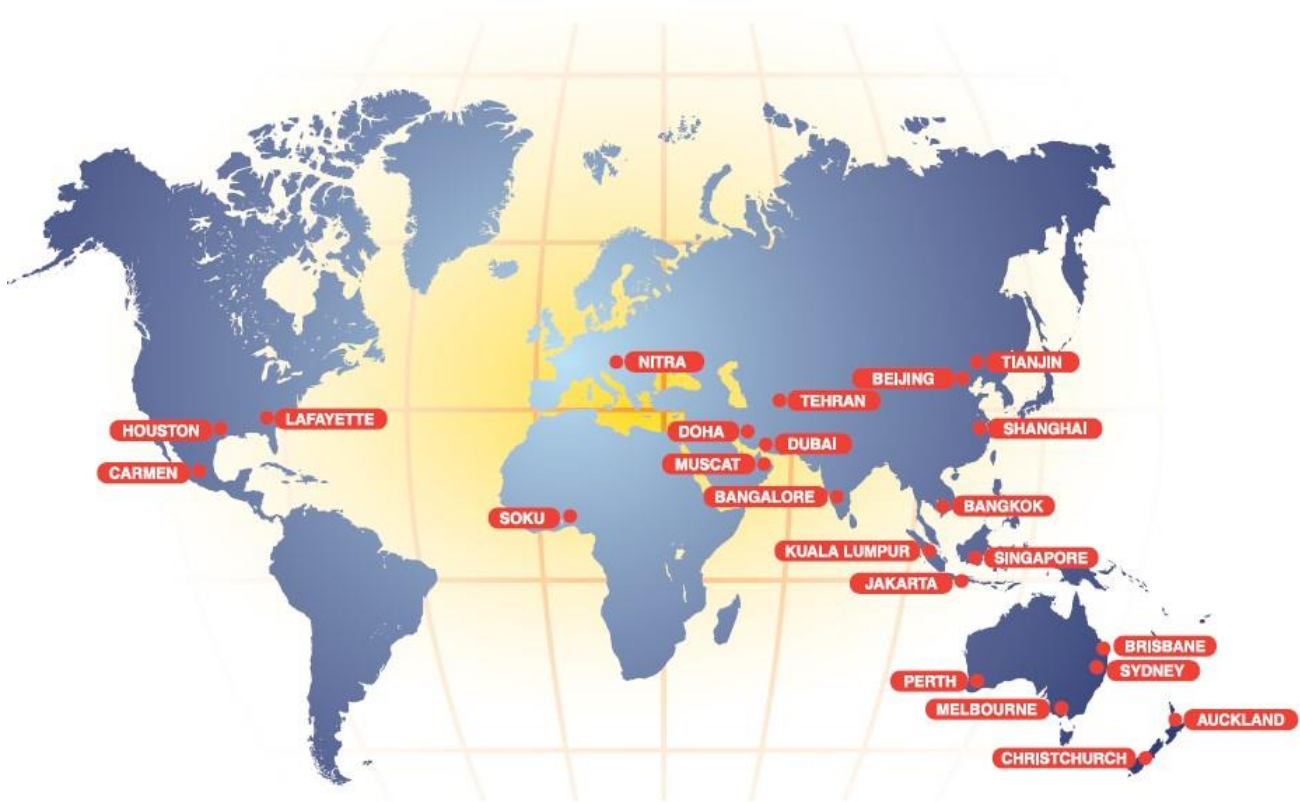 NITRA
TIANJIN
BEIJING
TEHRAN
LAFAYETTE
HOUSTON
DOHA
SHANGHAI
DUBAI
MUSCAT
CARMEN
BANGALORE
BANGKOK
SOKU
KUALA LUMPUR
SINGAPORE
JAKARTA
BRISBANE
SYDNEY
PERTH
MELBOURNE
AUCKLAND
CHRISTCHURCH